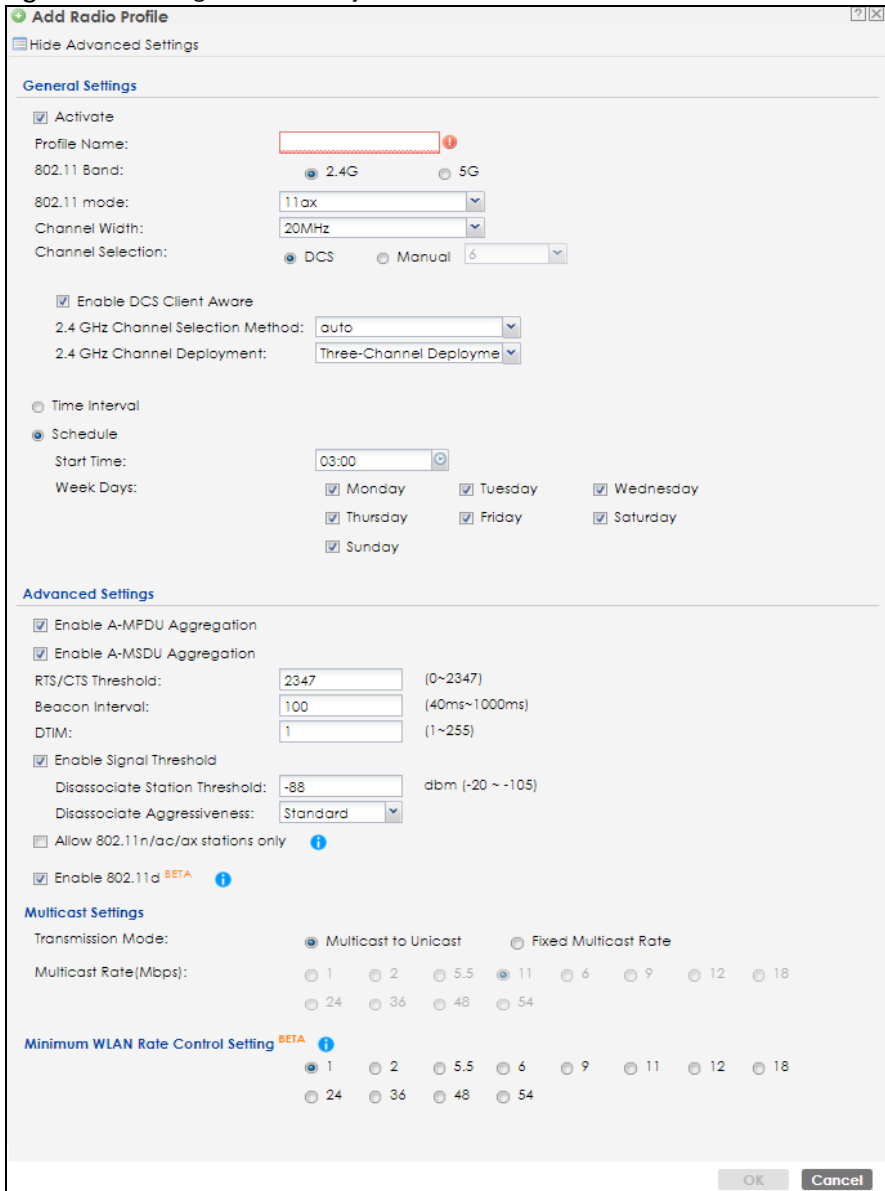 Add Radio Profile
Hide Advanced Settings
General Settings
Activate
Profile Name:
802.11 Band: 2.4G 5G
802.11 mode: 11ax
Channel Width: 20MHz
Channel Selection: DCS Manual 6
Enable DCS Client Aware
2.4 GHz Channel Selection Method: auto
2.4 GHz Channel Deployment: Three-Channel Deployme
Time Interval
Schedule
Start Time: 03:00
Week Days: Monday Tuesday Wednesday
Thursday Friday Saturday
Sunday
Advanced Settings
Enable A-MPDU Aggregation
Enable A-MSDU Aggregation
RTS/CTS Threshold: 2347 (0~2347)
Beacon Interval: 100 (40ms~1000ms)
DTIM: 1 (1~255)
Enable Signal Threshold
Disassociate Station Threshold: -88 dbm (-20 ~ -105)
Disassociate Aggressiveness: Standard
Allow 802.11n/ac/ax stations only
Enable 802.11d BETA
Multicast Settings
Transmission Mode: Multicast to Unicast Fixed Multicast Rate
Multicast Rate(Mbps): 1 2 5.5 11 6 9 12 18
24 36 48 54
Minimum WLAN Rate Control Setting BETA
1 2 5.5 6 9 11 12 18
24 36 48 54
OK Cancel